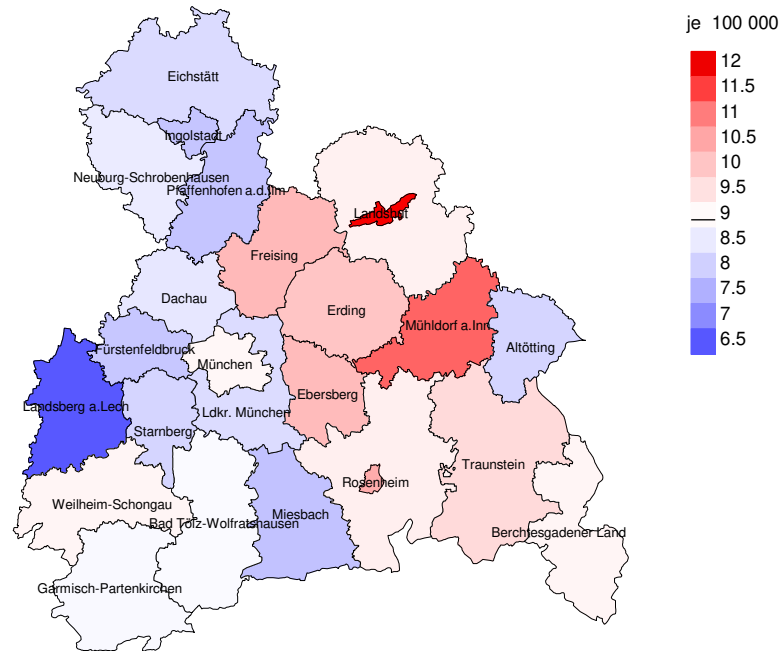 je 100 000
12
11.5
11
10.5
10
9.5
9
8.5
8
7.5
7
6.5
Eichstätt
Ingolstadt
Neuburg-Schrobenhausen
Pfaffenhofen a.d.Ilm
Landshut
Freising
Dachau
Erding
Mühldorf a.Inn
Altötting
Fürstenfeldbruck
München
Ebersberg
Landsberg a.Lech
Ldkr. München
Starnberg
Traunstein
Rosenheim
Weilheim-Schongau
Miesbach
Bad Tölz-Wolfratshausen
Berchtesgadener Land
Garmisch-Partenkirchen